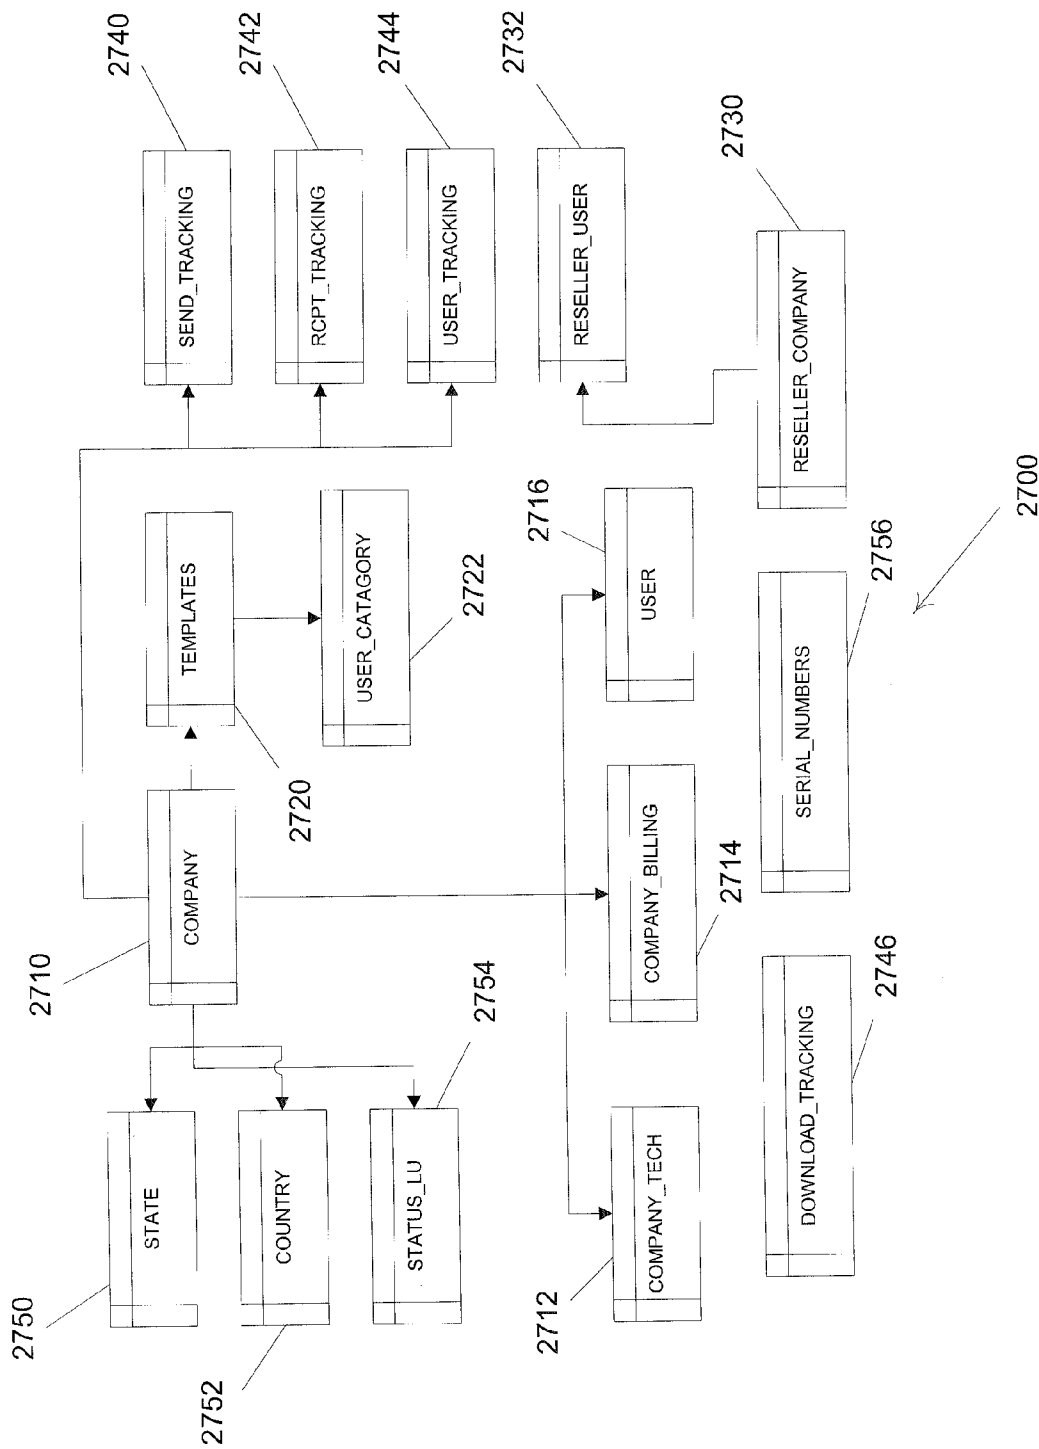 2740
SEND_TRACKING
2742
RCPT_TRACKING
2744
USER_TRACKING
2732
RESELLER_USER
2730
RESELLER_COMPANY
TEMPLATES
2720
USER_CATAGORY
2722
2716
USER
2756
SERIAL_NUMBERS
2700
2710
COMPANY
COMPANY_BILLING
2714
2750
STATE
2752
COUNTRY
2754
STATUS_LU
2712
COMPANY_TECH
2746
DOWNLOAD_TRACKING